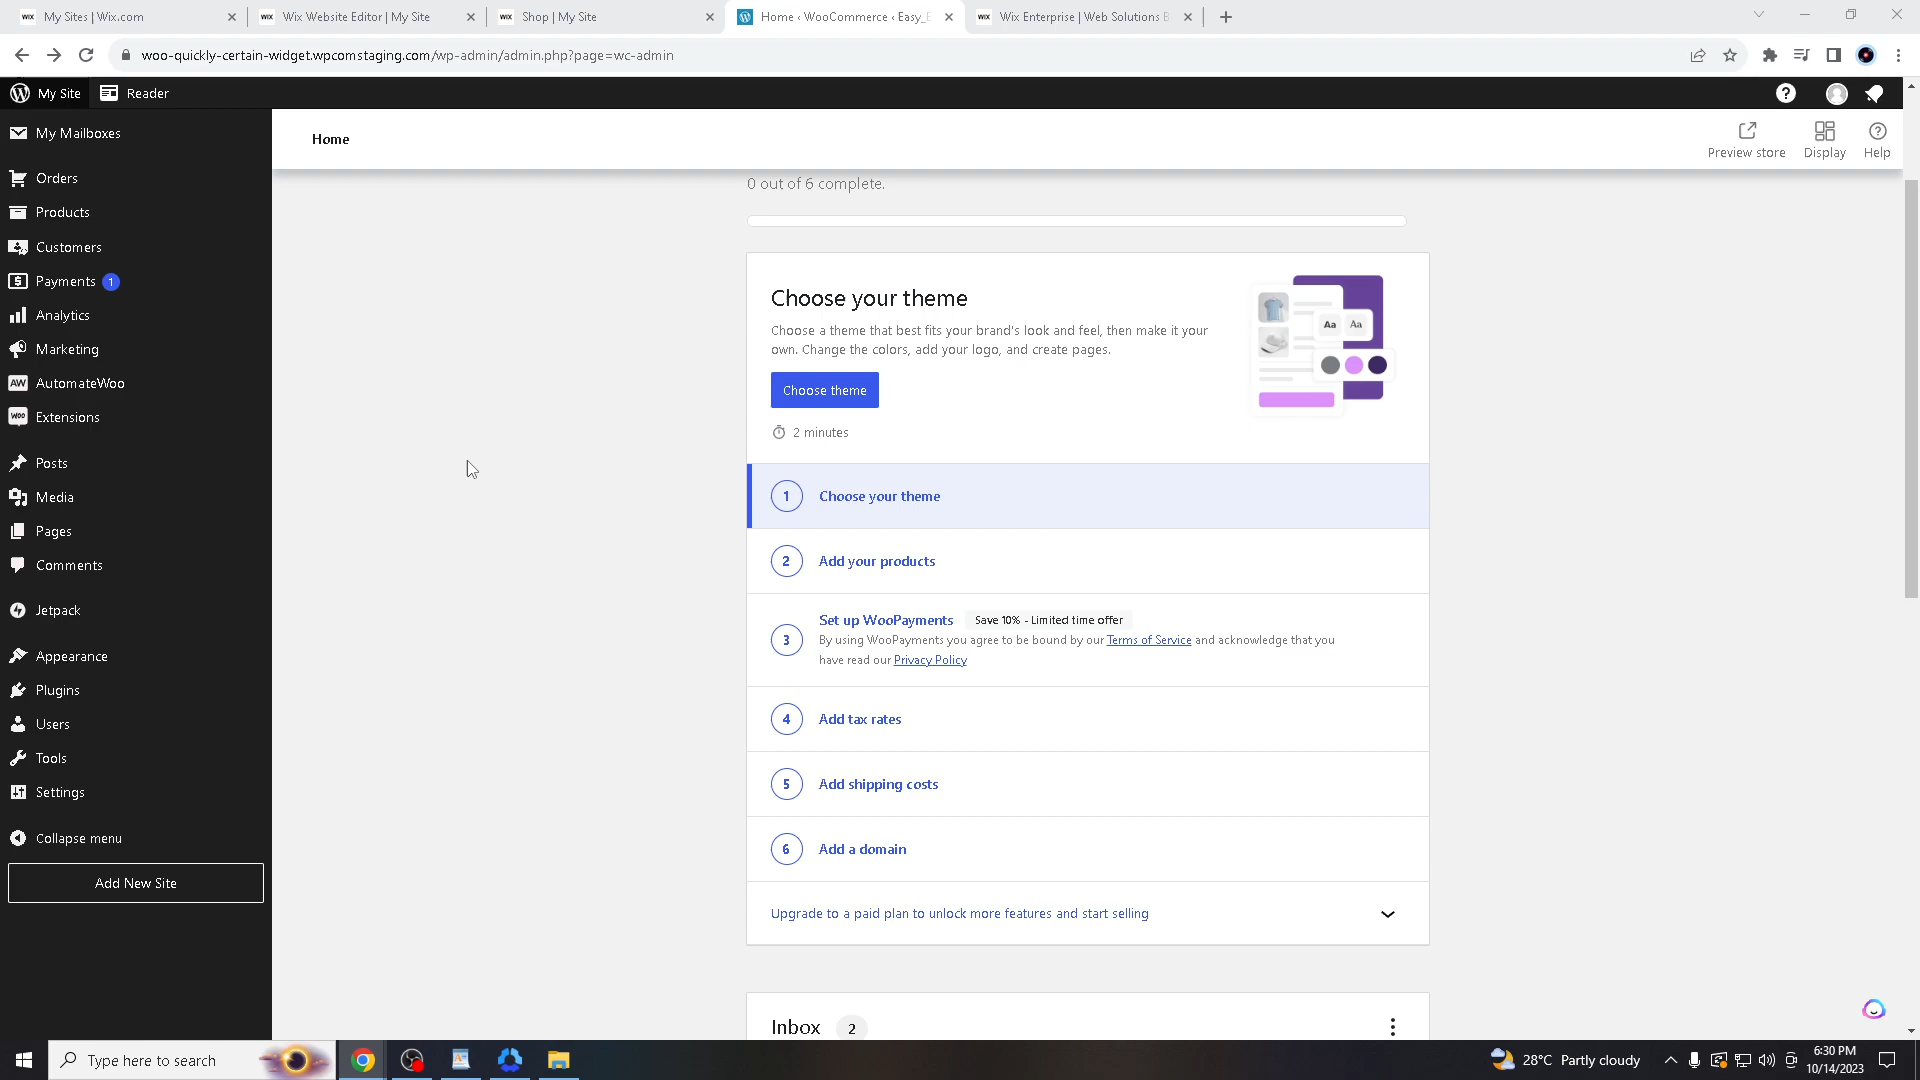 WIX My Sites | Wix.com
WIX Wix Website Editor | My Site
WIX Shop | My Site
Home ‹ WooCommerce ‹ Easy_E
WIX Wix Enterprise | Web Solutions B
woo-quickly-certain-widget.wpcomstaging.com/wp-admin/admin.php?page=wc-admin
My Site
Reader
My Mailboxes
Orders
Products
Customers
Payments 1
Analytics
Marketing
AW AutomateWoo
Woo Extensions
Posts
Media
Pages
Comments
Jetpack
Appearance
Plugins
Users
Tools
Settings
Collapse menu
Add New Site
Home
Preview store
Display
Help
0 out of 6 complete.
Choose your theme
Choose a theme that best fits your brand's look and feel, then make it your
own. Change the colors, add your logo, and create pages.
Choose theme
2 minutes
Aa Aa
1 Choose your theme
2 Add your products
3 Set up WooPayments Save 10% - Limited time offer
By using WooPayments you agree to be bound by our Terms of Service and acknowledge that you
have read our Privacy Policy
4 Add tax rates
5 Add shipping costs
6 Add a domain
Upgrade to a paid plan to unlock more features and start selling
Inbox 2
Type here to search
28°C Partly cloudy
6:30 PM
10/14/2023